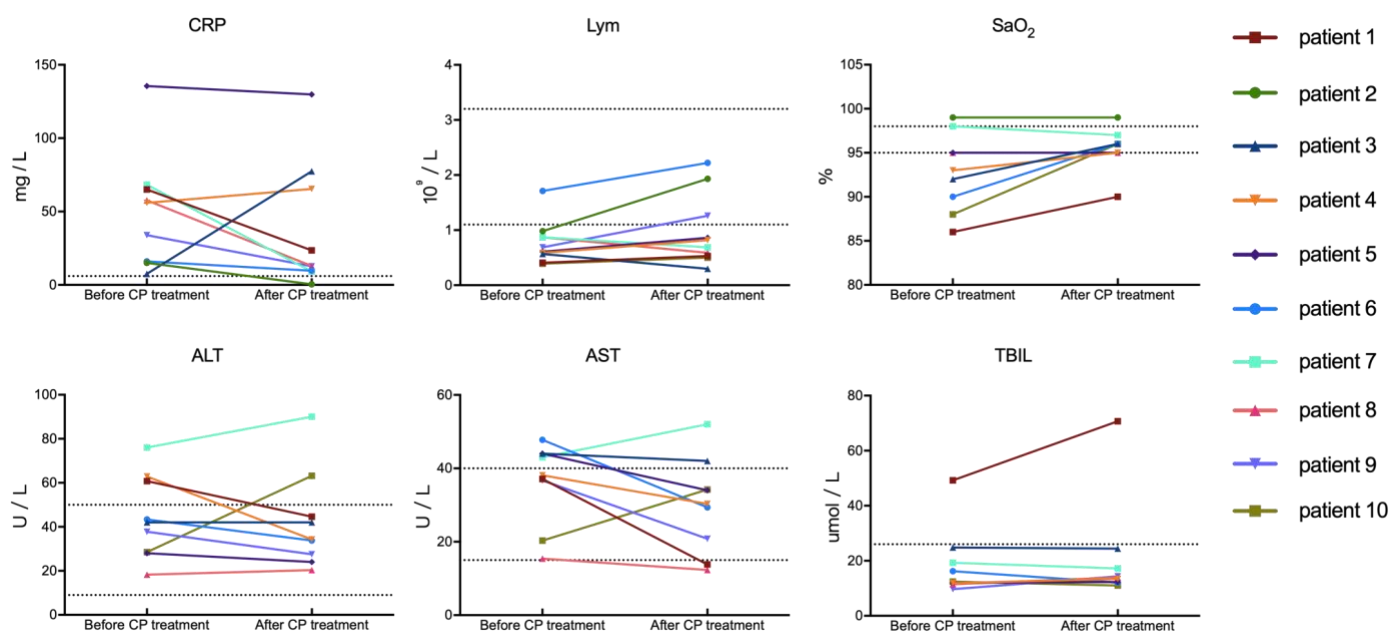 CRP
150
100
50
0
mg / L
Before CP treatment
After CP treatment
Lym
4
3
2
1
0
10⁹ / L
Before CP treatment
After CP treatment
SaO₂
105
100
95
90
85
80
%
Before CP treatment
After CP treatment
patient 1
patient 2
patient 3
patient 4
patient 5
patient 6
patient 7
patient 8
patient 9
patient 10
ALT
100
80
60
40
20
0
U / L
Before CP treatment
After CP treatment
AST
60
40
20
0
U / L
Before CP treatment
After CP treatment
TBIL
80
60
40
20
0
umol / L
Before CP treatment
After CP treatment